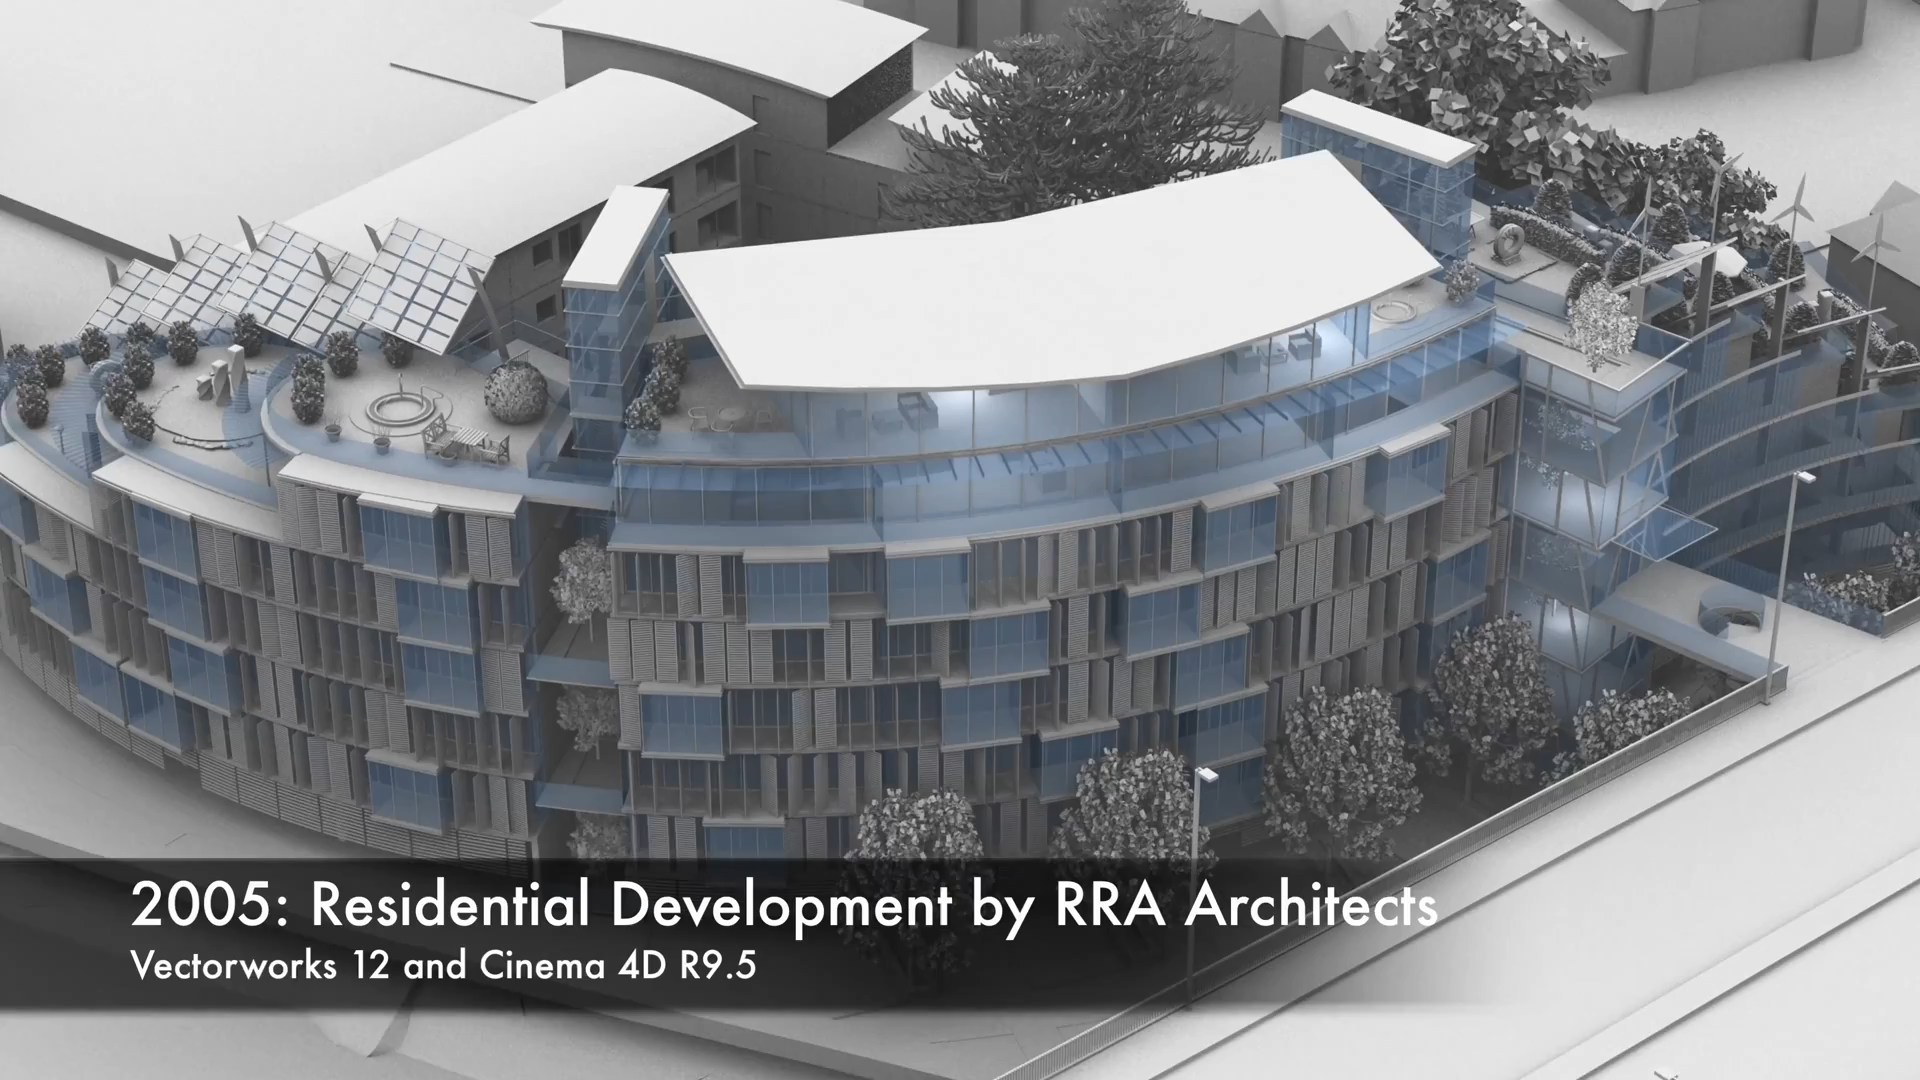 2005: Residential Development by RRA Architects
Vectorworks 12 and Cinema 4D R9.5